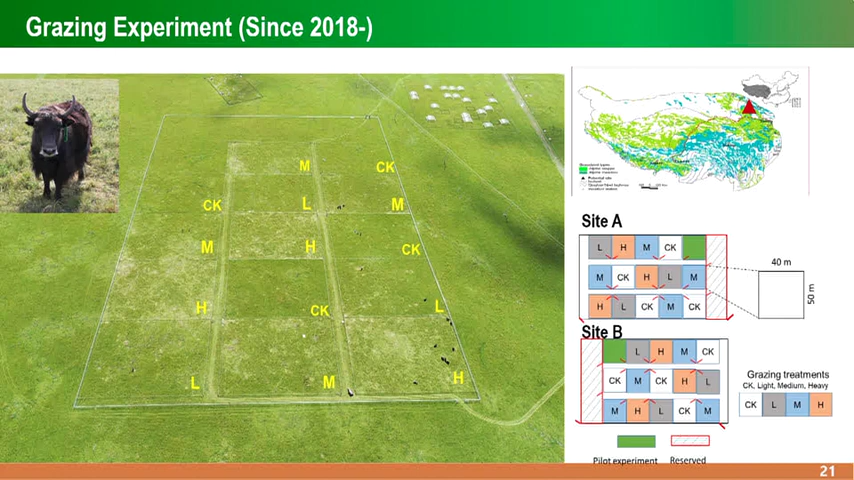 Grazing Experiment (Since 2018-)
M
CK
CK
L
M
M
H
CK
H
CK
L
L
M
H
Site A
L H M CK
40 m
M CK H L M
50 m
H L CK M CK
Site B
L H M CK
Grazing treatments
CK, Light, Medium, Heavy
CK M CK H L
CK L M H
M H L CK M
Pilot experiment Reserved
21